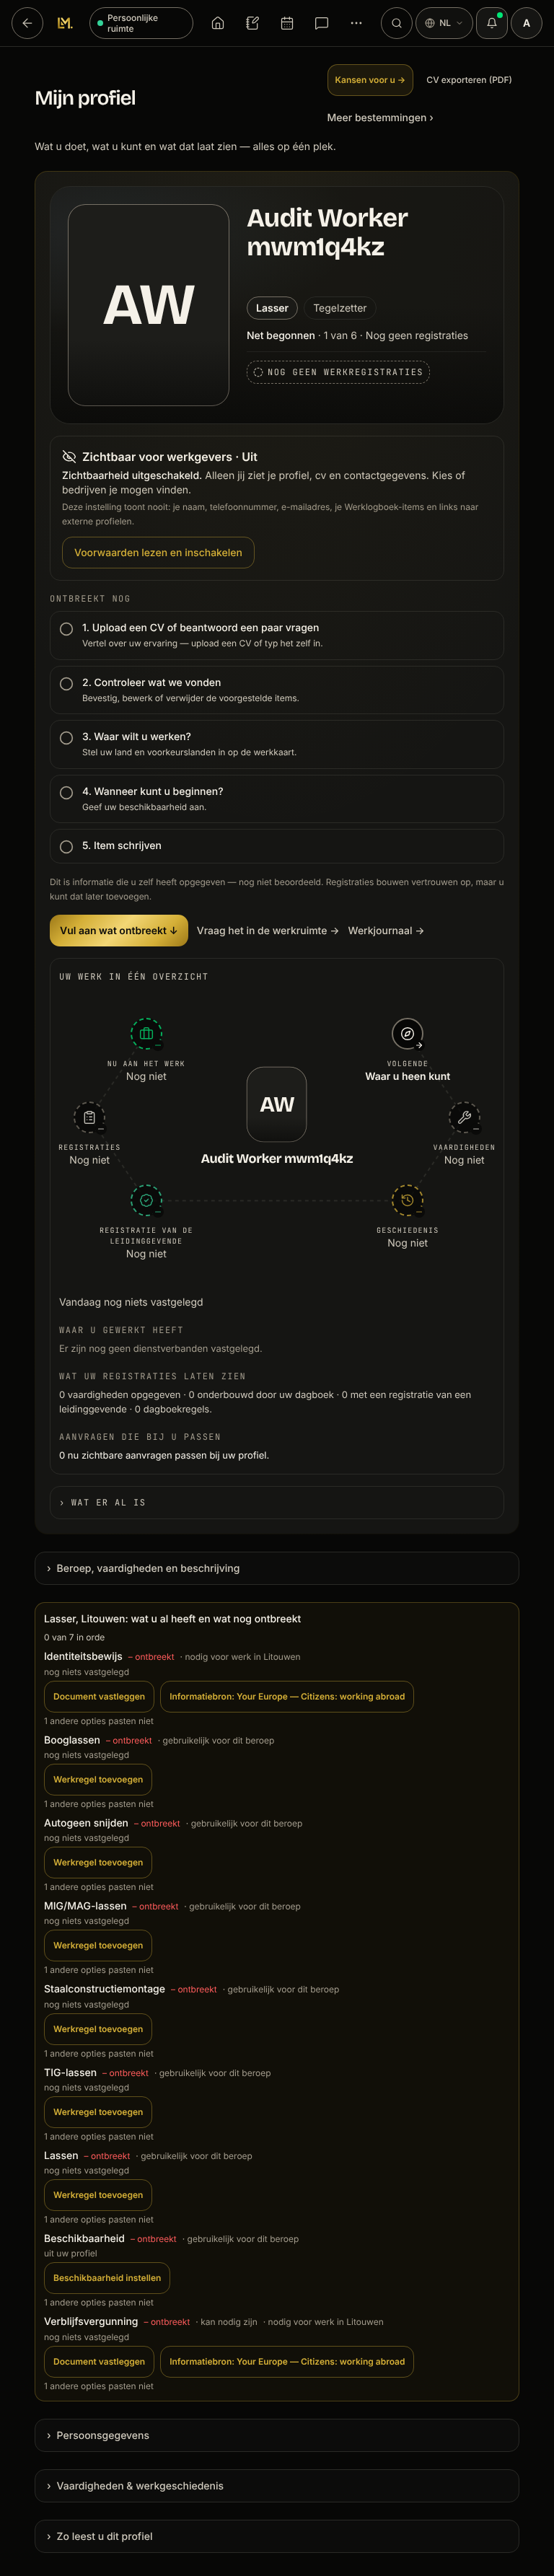 LM.
Persoonlijke ruimte
NL
A
Mijn profiel
Kansen voor u →
CV exporteren (PDF)
Meer bestemmingen ›
Wat u doet, wat u kunt en wat dat laat zien — alles op één plek.
AW
Audit Worker
mwm1q4kz
Lasser
Tegelzetter
Net begonnen · 1 van 6 · Nog geen registraties
NOG GEEN WERKREGISTRATIES
Zichtbaar voor werkgevers · Uit
Zichtbaarheid uitgeschakeld. Alleen jij ziet je profiel, cv en contactgegevens. Kies of
bedrijven je mogen vinden.
Deze instelling toont nooit: je naam, telefoonnummer, e-mailadres, je Werklogboek-items en links naar
externe profielen.
Voorwaarden lezen en inschakelen
ONTBREEKT NOG
1. Upload een CV of beantwoord een paar vragen
Vertel over uw ervaring — upload een CV of typ het zelf in.
2. Controleer wat we vonden
Bevestig, bewerk of verwijder de voorgestelde items.
3. Waar wilt u werken?
Stel uw land en voorkeurslanden in op de werkkaart.
4. Wanneer kunt u beginnen?
Geef uw beschikbaarheid aan.
5. Item schrijven
Dit is informatie die u zelf heeft opgegeven — nog niet beoordeeld. Registraties bouwen vertrouwen op, maar u
kunt dat later toevoegen.
Vul aan wat ontbreekt ↓
Vraag het in de werkruimte →
Werkjournaal →
UW WERK IN ÉÉN OVERZICHT
NU AAN HET WERK
Nog niet
VOLGENDE
Waar u heen kunt
AW
Audit Worker mwm1q4kz
REGISTRATIES
Nog niet
VAARDIGHEDEN
Nog niet
REGISTRATIE VAN DE
LEIDINGGEVENDE
Nog niet
GESCHIEDENIS
Nog niet
Vandaag nog niets vastgelegd
WAAR U GEWERKT HEEFT
Er zijn nog geen dienstverbanden vastgelegd.
WAT UW REGISTRATIES LATEN ZIEN
0 vaardigheden opgegeven · 0 onderbouwd door uw dagboek · 0 met een registratie van een
leidinggevende · 0 dagboekregels.
AANVRAGEN DIE BIJ U PASSEN
0 nu zichtbare aanvragen passen bij uw profiel.
› WAT ER AL IS
› Beroep, vaardigheden en beschrijving
Lasser, Litouwen: wat u al heeft en wat nog ontbreekt
0 van 7 in orde
Identiteitsbewijs – ontbreekt · nodig voor werk in Litouwen
nog niets vastgelegd
Document vastleggen
Informatiebron: Your Europe — Citizens: working abroad
1 andere opties pasten niet
Booglassen – ontbreekt · gebruikelijk voor dit beroep
nog niets vastgelegd
Werkregel toevoegen
1 andere opties pasten niet
Autogeen snijden – ontbreekt · gebruikelijk voor dit beroep
nog niets vastgelegd
Werkregel toevoegen
1 andere opties pasten niet
MIG/MAG-lassen – ontbreekt · gebruikelijk voor dit beroep
nog niets vastgelegd
Werkregel toevoegen
1 andere opties pasten niet
Staalconstructiemontage – ontbreekt · gebruikelijk voor dit beroep
nog niets vastgelegd
Werkregel toevoegen
1 andere opties pasten niet
TIG-lassen – ontbreekt · gebruikelijk voor dit beroep
nog niets vastgelegd
Werkregel toevoegen
1 andere opties pasten niet
Lassen – ontbreekt · gebruikelijk voor dit beroep
nog niets vastgelegd
Werkregel toevoegen
1 andere opties pasten niet
Beschikbaarheid – ontbreekt · gebruikelijk voor dit beroep
uit uw profiel
Beschikbaarheid instellen
1 andere opties pasten niet
Verblijfsvergunning – ontbreekt · kan nodig zijn · nodig voor werk in Litouwen
nog niets vastgelegd
Document vastleggen
Informatiebron: Your Europe — Citizens: working abroad
1 andere opties pasten niet
› Persoonsgegevens
› Vaardigheden & werkgeschiedenis
› Zo leest u dit profiel